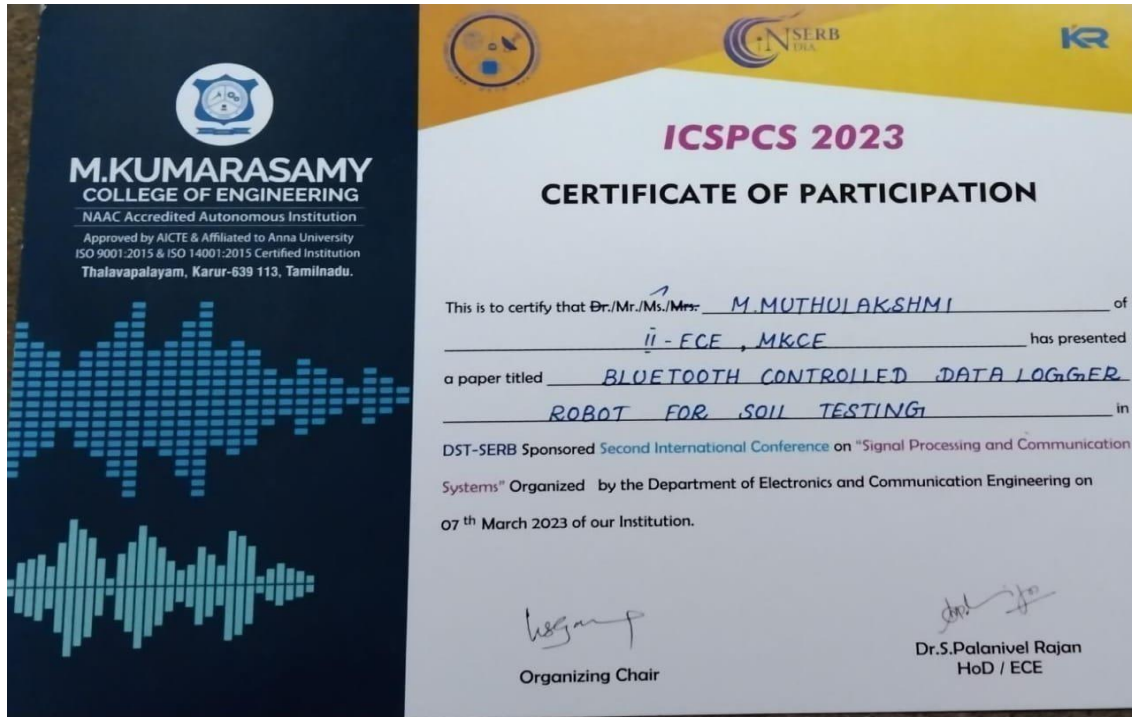 M.KUMARASAMY
COLLEGE OF ENGINEERING
NAAC Accredited Autonomous Institution
Approved by AICTE & Affiliated to Anna University
ISO 9001:2015 & ISO 14001:2015 Certified Institution
Thalavapalayam, Karur-639 113, Tamilnadu.
SERB
INDIA
KR
ICSPCS 2023
CERTIFICATE OF PARTICIPATION
This is to certify that Dr./Mr./Ms./Mrs. M.MUTHULAKSHMI of
II - ECE , MKCE has presented
a paper titled BLUETOOTH CONTROLLED DATA LOGGER
ROBOT FOR SOIL TESTING in
DST-SERB Sponsored Second International Conference on "Signal Processing and Communication
Systems" Organized by the Department of Electronics and Communication Engineering on
07 th March 2023 of our Institution.
Organizing Chair
Dr.S.Palanivel Rajan
HoD / ECE